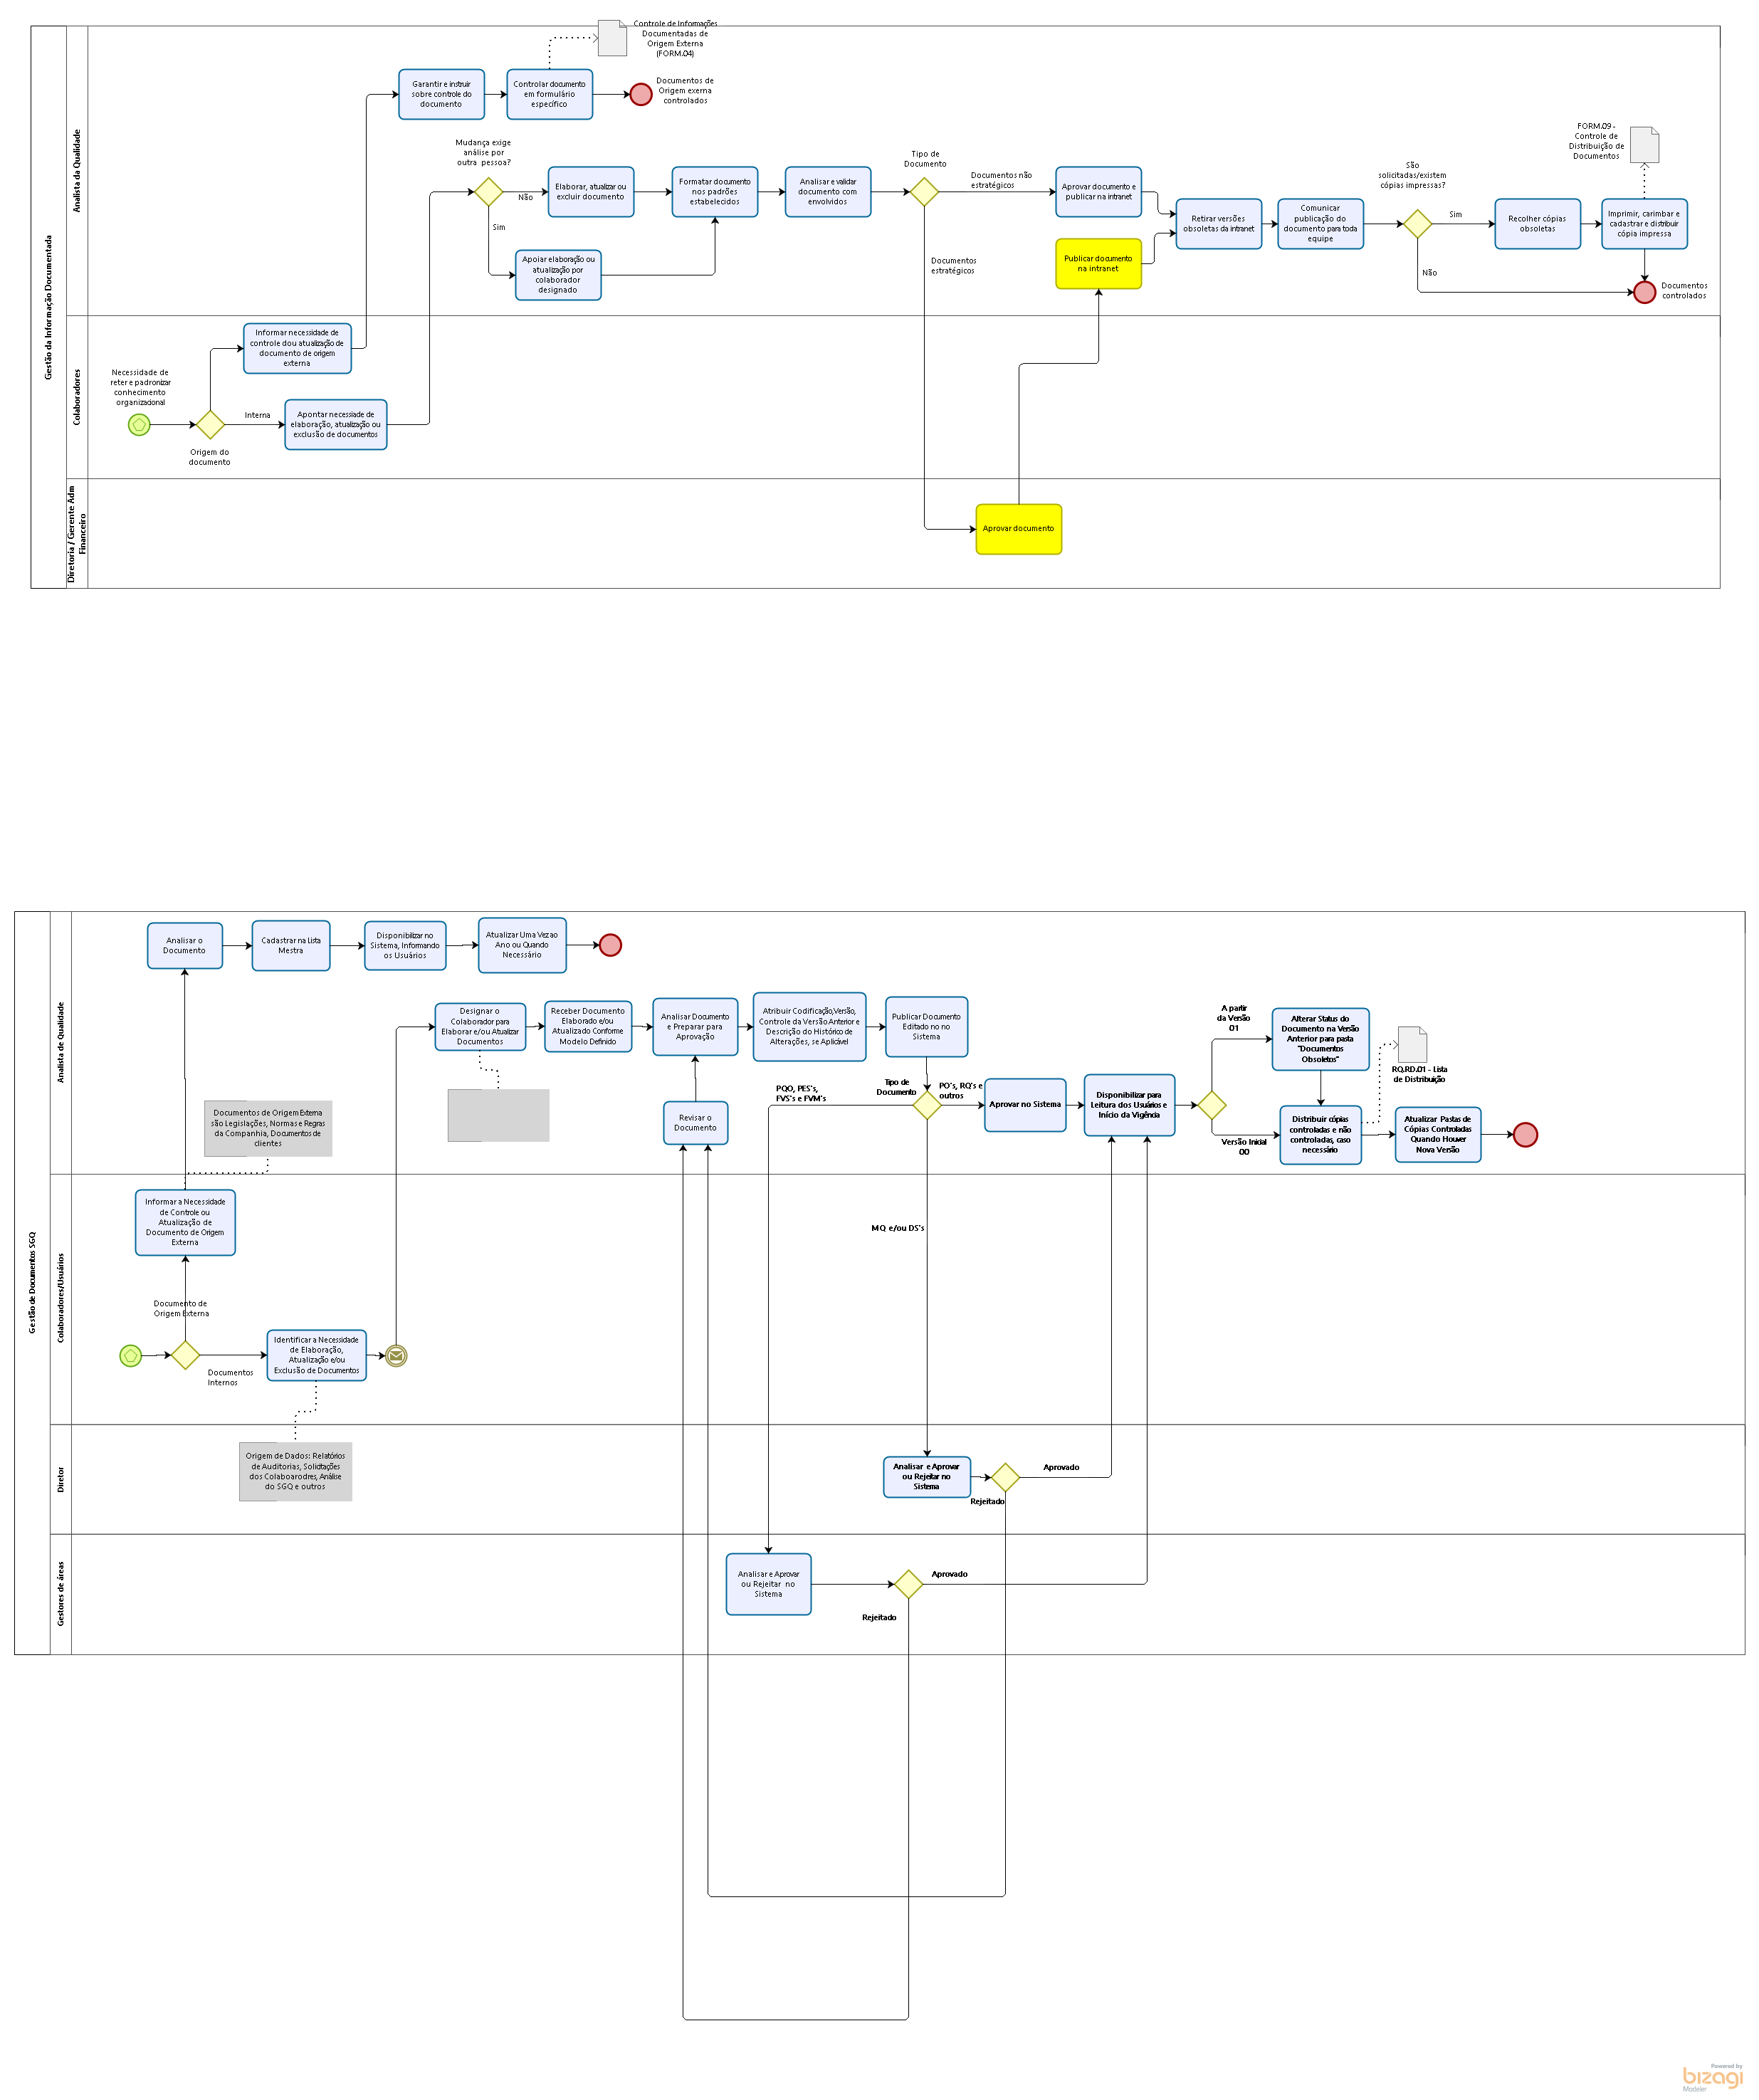 Controle de Informações
Documentadas de
Origem Externa
(FORM.04)
Garantir e instruir
sobre controle do
documento
Controlar documento
em formulário
específico
Documentos de
Origem exerna
controlados
Mudança exige
análise por
outra pessoa?
Não
Sim
Elaborar, atualizar ou
excluir documento
Formatar documento
nos padrões
estabelecidos
Analisar e validar
documento com
envolvidos
Apoiar elaboração ou
atualização por
colaborador
designado
Tipo de
Documento
Documentos não
estratégicos
Documentos
estratégicos
Aprovar documento e
publicar na intranet
Publicar documento
na intranet
Retirar versões
obsoletas da intranet
Comunicar
publicação do
documento para toda
equipe
São
solicitadas/existem
cópias impressas?
Sim
Não
Recolher cópias
obsoletas
FORM.09 -
Controle de
Distribuição de
Documentos
Imprimir, carimbar e
cadastrar e distribuir
cópia impressa
Documentos
controlados
Analista da Qualidade
Gestão da Informação Documentada
Colaboradores
Informar necessidade de
controle dou atualização de
documento de origem
externa
Necessidade de
reter e padronizar
conhecimento
organizacional
Interna
Apontar necessiade de
elaboração, atualização ou
exclusão de documentos
Origem do
documento
Diretoria / Gerente Adm
Financeiro
Aprovar documento
Gestão de Documentos SGQ
Analista de Qualidade
Analisar o
Documento
Cadastrar na Lista
Mestra
Disponibilizar no
Sistema, Informando
os Usuários
Atualizar Uma Vez ao
Ano ou Quando
Necessário
Designar o
Colaborador para
Elaborar e/ou Atualizar
Documentos
Receber Documento
Elaborado e/ou
Atualizado Conforme
Modelo Definido
Analisar Documento
e Preparar para
Aprovação
Atribuir Codificação,Versão,
Controle da Versão Anterior e
Descrição do Histórico de
Alterações, se Aplicável
Publicar Documento
Editado no no
Sistema
Revisar o
Documento
PQO, PES's,
FVS's e FVM's
Tipo de
Documento
PO's, RQ's e
outros
Aprovar no Sistema
Disponibilizar para
Leitura dos Usuários e
Início da Vigência
A partir
da Versão
01
Versão Inicial
00
Alterar Status do
Documento na Versão
Anterior para pasta
"Documentos
Obsoletos"
RQ.RD.01 - Lista
de Distribuição
Distribuir cópias
controladas e não
controladas, caso
necessário
Atualizar Pastas de
Cópias Controladas
Quando Houver
Nova Versão
Documentos de Origem Externa
são Legislações, Normas e Regras
da Companhia, Documentos de
clientes
Colaboradores/Usuários
Informar a Necessidade
de Controle ou
Atualização de
Documento de Origem
Externa
Documento de
Origem Externa
Documentos
Internos
Identificar a Necessidade
de Elaboração,
Atualização e/ou
Exclusão de Documentos
MQ e/ou DS's
Diretor
Origem de Dados: Relatórios
de Auditorias, Solicitações
dos Colaboarodres, Análise
do SGQ e outros
Analisar e Aprovar
ou Rejeitar no
Sistema
Aprovado
Rejeitado
Gestores de áreas
Analisar e Aprovar
ou Rejeitar no
Sistema
Aprovado
Rejeitado
Powered by
bizagi
Modeler